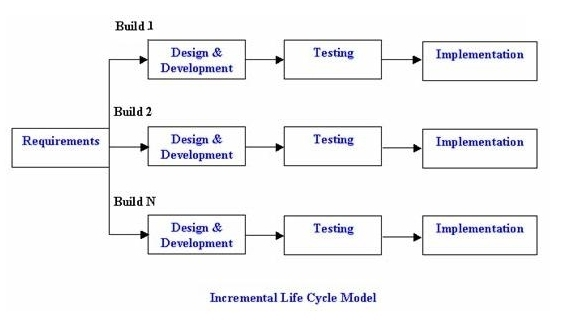 Build 1
Design &
Development
Testing
Implementation
Build 2
Requirements
Design &
Development
Testing
Implementation
Build N
Design &
Development
Testing
Implementation
Incremental Life Cycle Model